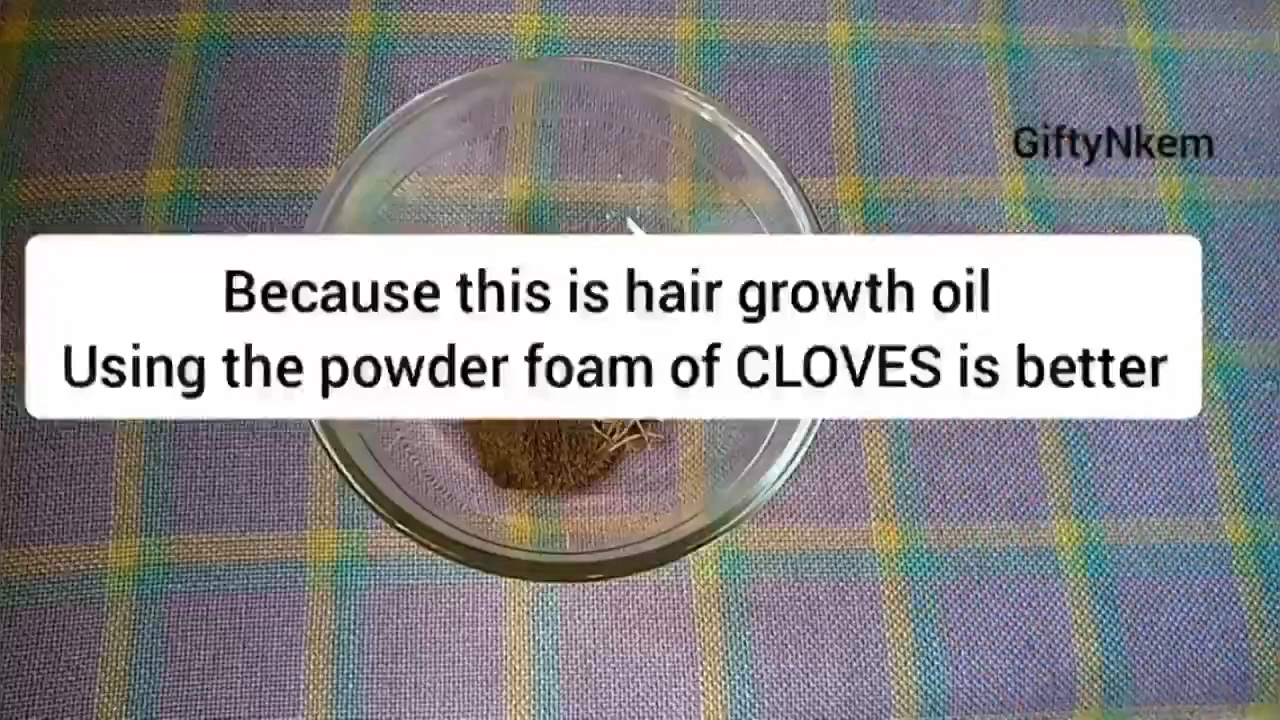 GiftyNkem
Because this is hair growth oil
Using the powder foam of CLOVES is better